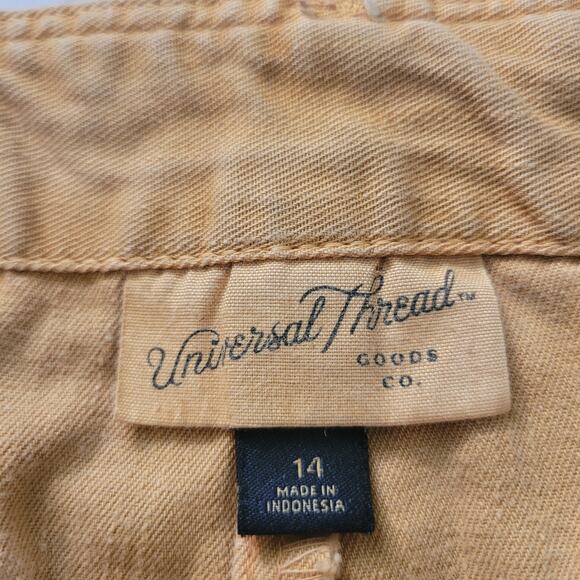 Universal Thread™
GOODS
CO.
14
MADE IN
INDONESIA